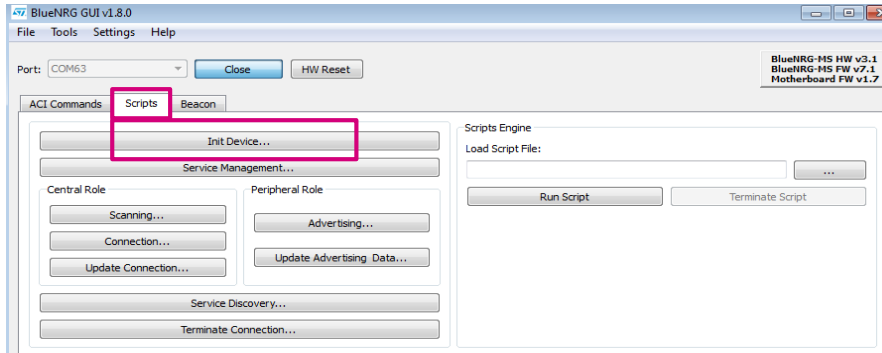 BlueNRG GUI v1.8.0
File Tools Settings Help
Port: COM63 Close HW Reset
BlueNRG-MS HW v3.1
BlueNRG-MS FW v7.1
Motherboard FW v1.7
ACI Commands Scripts Beacon
Init Device...
Service Management...
Central Role
Scanning...
Connection...
Update Connection...
Peripheral Role
Advertising...
Update Advertising Data...
Service Discovery...
Terminate Connection...
Scripts Engine
Load Script File:
...
Run Script Terminate Script